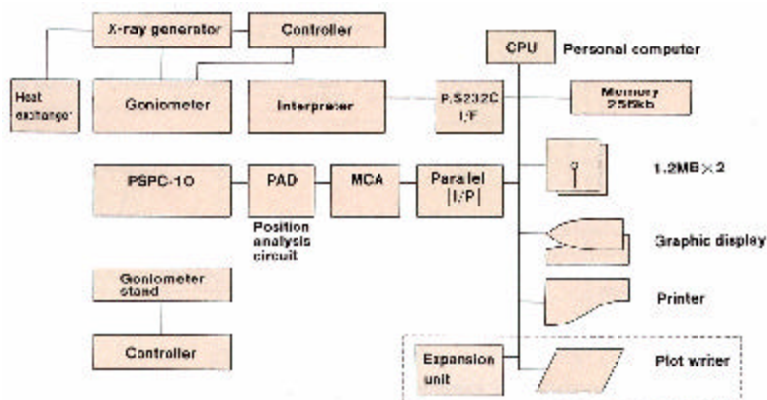 X-ray generator
Controller
CPU
Personal computer
Heat
exchanger
Goniometer
Interpreter
RS232C
I/F
Memory
256kb
PSPC-10
PAD
MCA
Parallel
[I/P]
1.2MB×2
Position
analysis
circuit
Graphic display
Goniometer
stand
Printer
Controller
Expansion
unit
Plot writer